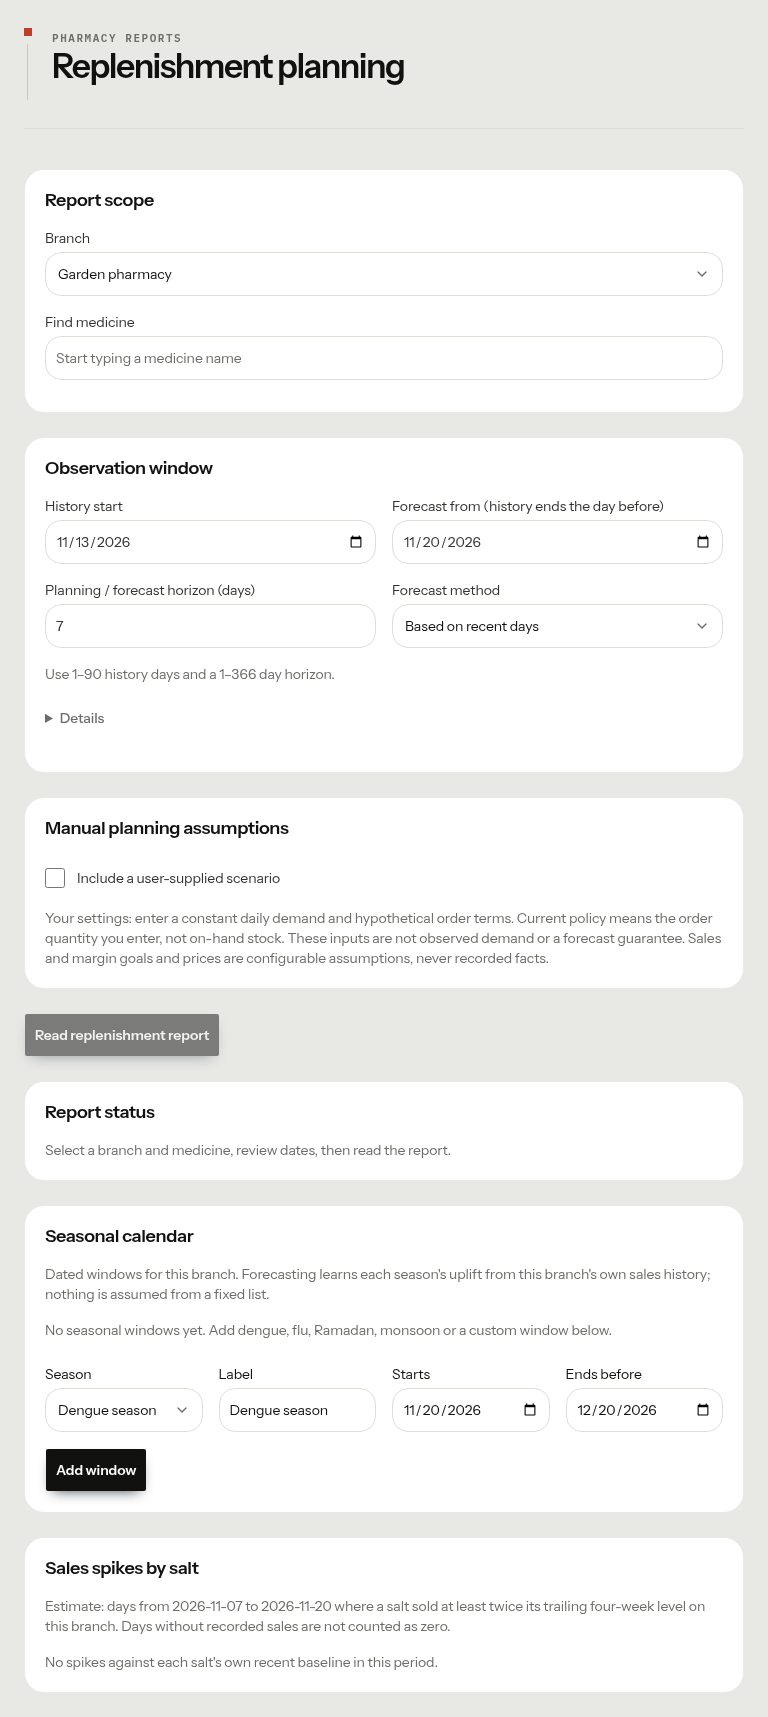 PHARMACY REPORTS
Replenishment planning
Report scope
Branch
Garden pharmacy
Find medicine
Start typing a medicine name
Observation window
History start
Forecast from (history ends the day before)
11/13/2026
11/20/2026
Planning / forecast horizon (days)
Forecast method
7
Based on recent days
Use 1–90 history days and a 1–366 day horizon.
Details
Manual planning assumptions
Include a user-supplied scenario
Your settings: enter a constant daily demand and hypothetical order terms. Current policy means the order
quantity you enter, not on-hand stock. These inputs are not observed demand or a forecast guarantee. Sales
and margin goals and prices are configurable assumptions, never recorded facts.
Read replenishment report
Report status
Select a branch and medicine, review dates, then read the report.
Seasonal calendar
Dated windows for this branch. Forecasting learns each season's uplift from this branch's own sales history;
nothing is assumed from a fixed list.
No seasonal windows yet. Add dengue, flu, Ramadan, monsoon or a custom window below.
Season
Label
Starts
Ends before
Dengue season
Dengue season
11/20/2026
12/20/2026
Add window
Sales spikes by salt
Estimate: days from 2026-11-07 to 2026-11-20 where a salt sold at least twice its trailing four-week level on
this branch. Days without recorded sales are not counted as zero.
No spikes against each salt's own recent baseline in this period.